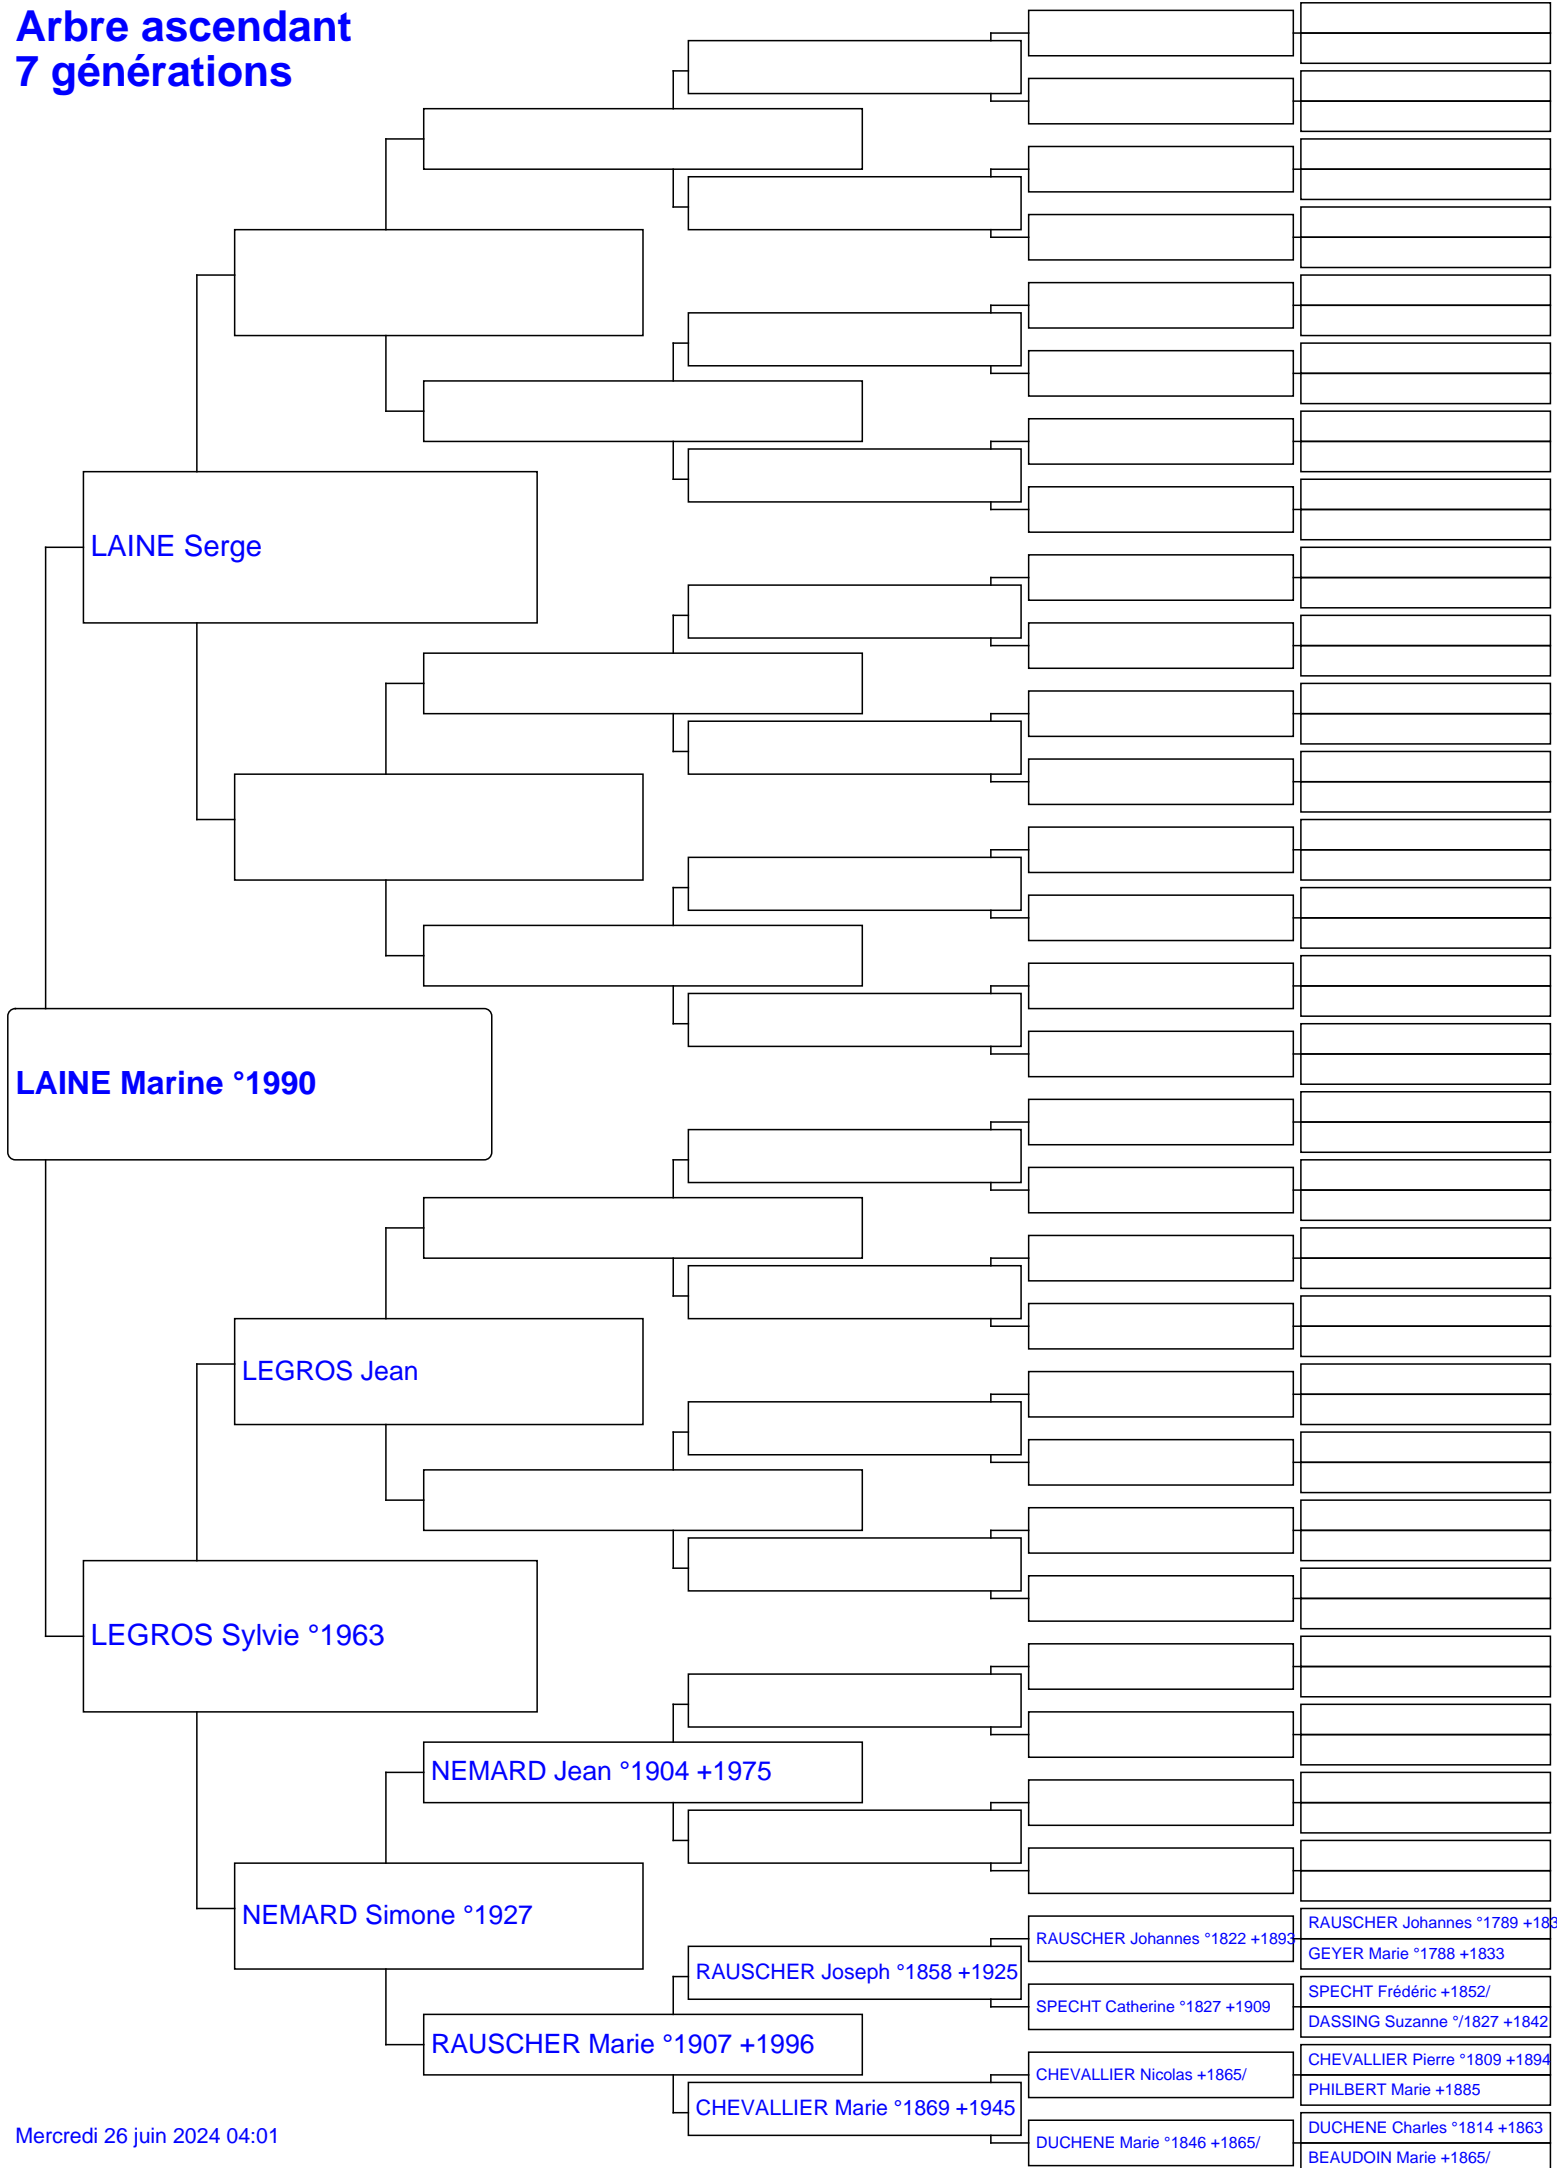 Arbre ascendant
7 générations
LAINE Serge
LAINE Marine °1990
LEGROS Jean
LEGROS Sylvie °1963
NEMARD Jean °1904 +1975
NEMARD Simone °1927
RAUSCHER Johannes °1789 +183
RAUSCHER Johannes °1822 +1893
GEYER Marie °1788 +1833
RAUSCHER Joseph °1858 +1925
SPECHT Frédéric +1852/
SPECHT Catherine °1827 +1909
DASSING Suzanne °/1827 +1842
RAUSCHER Marie °1907 +1996
CHEVALLIER Pierre °1809 +1894
CHEVALLIER Nicolas +1865/
PHILBERT Marie +1885
CHEVALLIER Marie °1869 +1945
DUCHENE Charles °1814 +1863
DUCHENE Marie °1846 +1865/
BEAUDOIN Marie +1865/
Mercredi 26 juin 2024 04:01